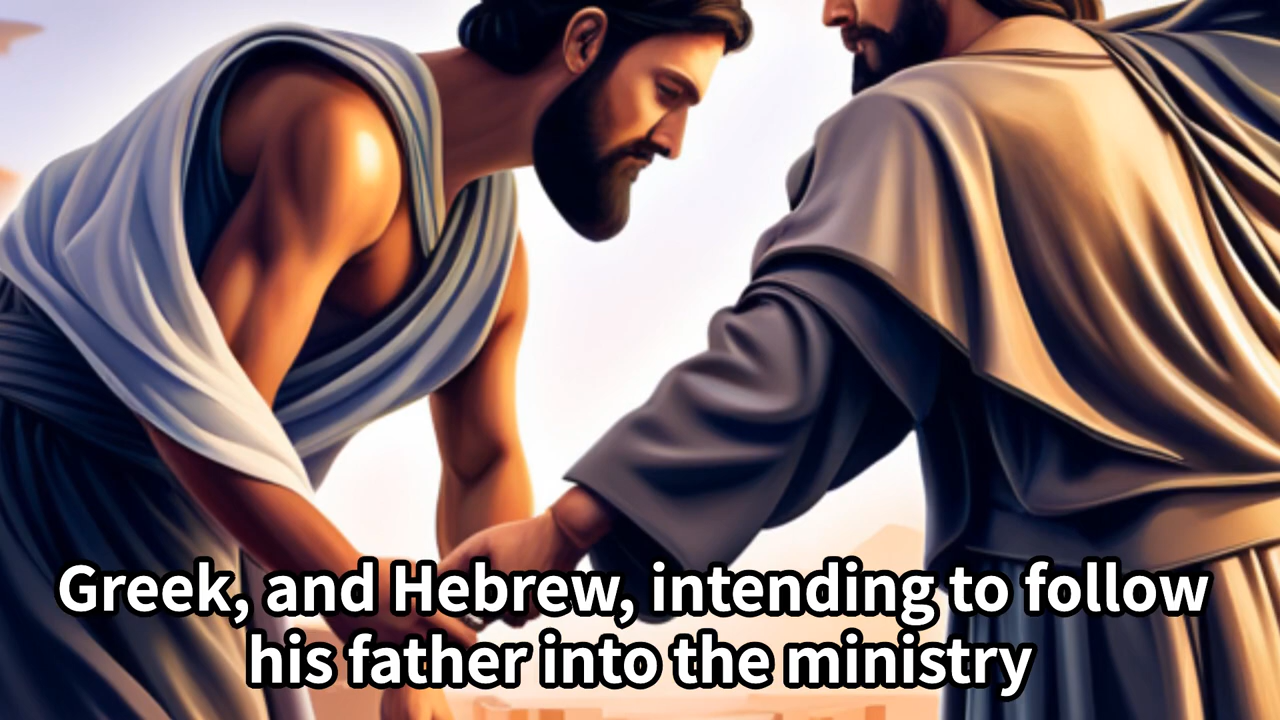 Greek, and Hebrew, intending to follow
his father into the ministry